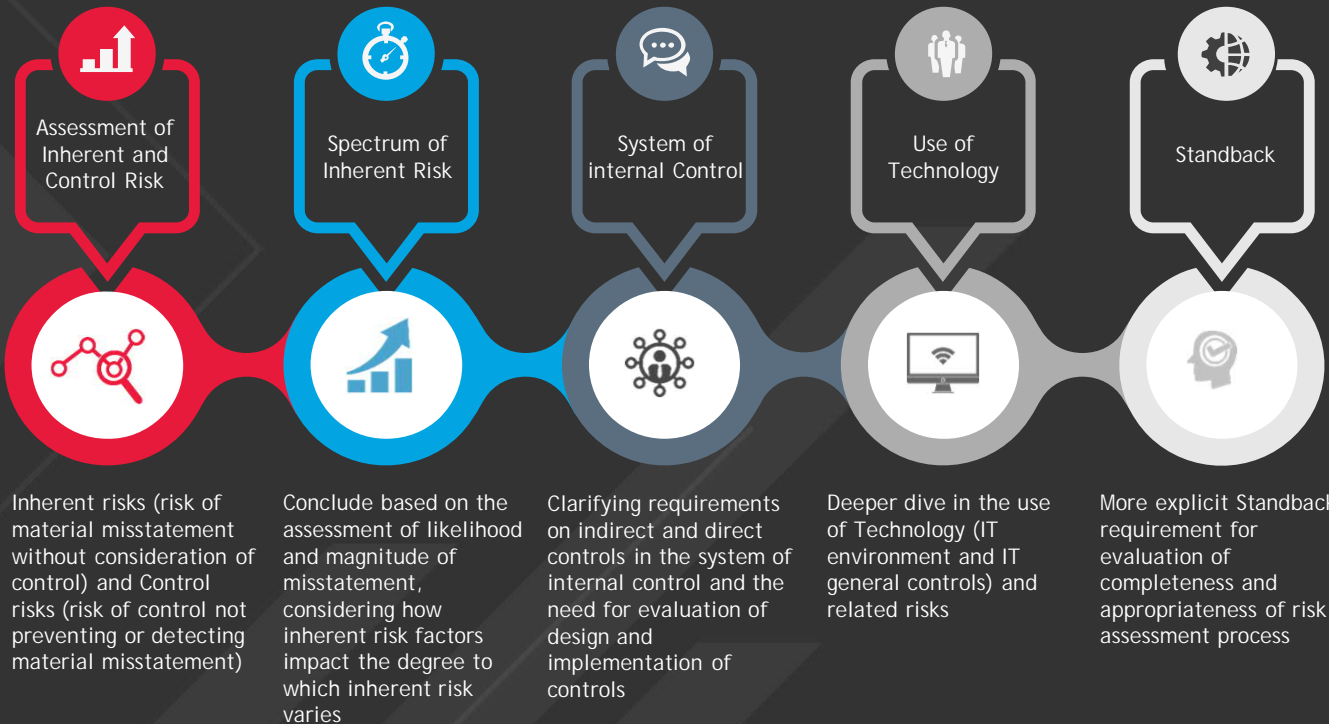 Assessment of
Inherent and
Control Risk
Spectrum of
Inherent Risk
System of
internal Control
Use of
Technology
Standback
Inherent risks (risk of
material misstatement
without consideration of
control) and Control
risks (risk of control not
preventing or detecting
material misstatement)
Conclude based on the
assessment of likelihood
and magnitude of
misstatement,
considering how
inherent risk factors
impact the degree to
which inherent risk
varies
Clarifying requirements
on indirect and direct
controls in the system of
internal control and the
need for evaluation of
design and
implementation of
controls
Deeper dive in the use
of Technology (IT
environment and IT
general controls) and
related risks
More explicit Standback
requirement for
evaluation of
completeness and
appropriateness of risk
assessment process